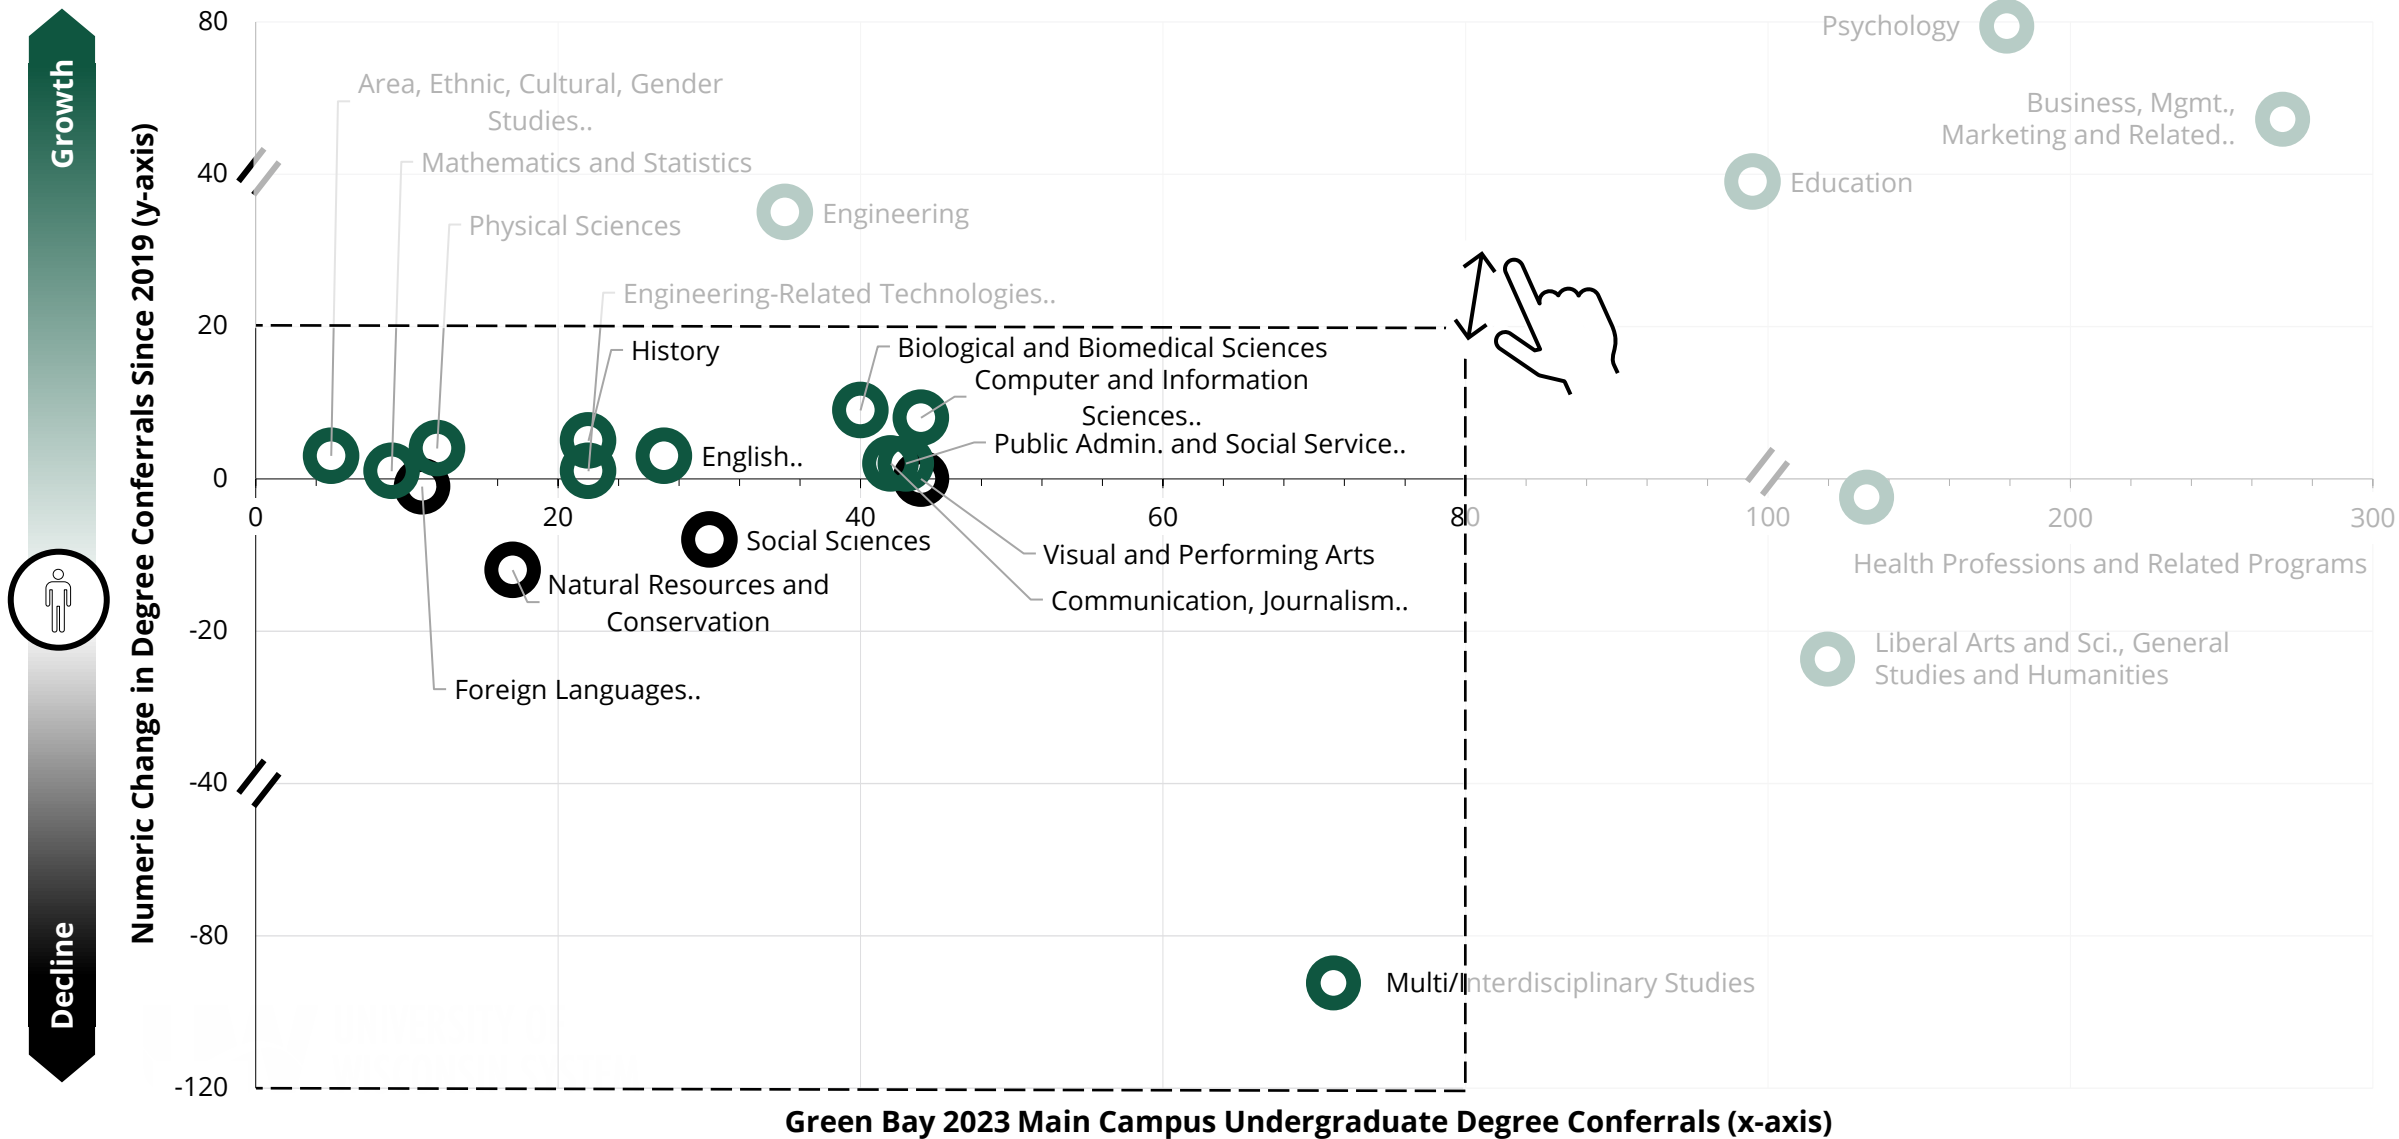 Growth
Decline
Numeric Change in Degree Conferrals Since 2019 (y-axis)
80
40
20
0
-20
-40
-80
-120
Psychology
Area, Ethnic, Cultural, Gender
Studies..
Business, Mgmt.,
Marketing and Related..
Mathematics and Statistics
Education
Engineering
Physical Sciences
Engineering-Related Technologies..
History
Biological and Biomedical Sciences
Computer and Information
Sciences..
Public Admin. and Social Service..
English..
0
20
40
60
80
100
200
300
Social Sciences
Visual and Performing Arts
Health Professions and Related Programs
Natural Resources and
Conservation
Communication, Journalism..
Liberal Arts and Sci., General
Studies and Humanities
Foreign Languages..
Multi/Interdisciplinary Studies
Green Bay 2023 Main Campus Undergraduate Degree Conferrals (x-axis)